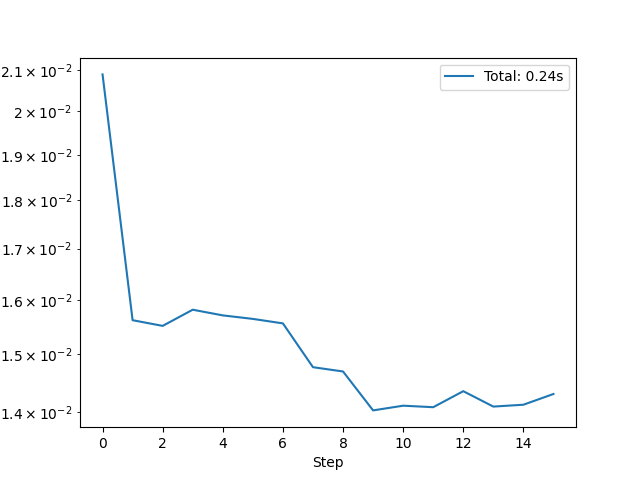 2.1 × 10⁻²
2 × 10⁻²
1.9 × 10⁻²
1.8 × 10⁻²
1.7 × 10⁻²
1.6 × 10⁻²
1.5 × 10⁻²
1.4 × 10⁻²
Total: 0.24s
0 2 4 6 8 10 12 14
Step